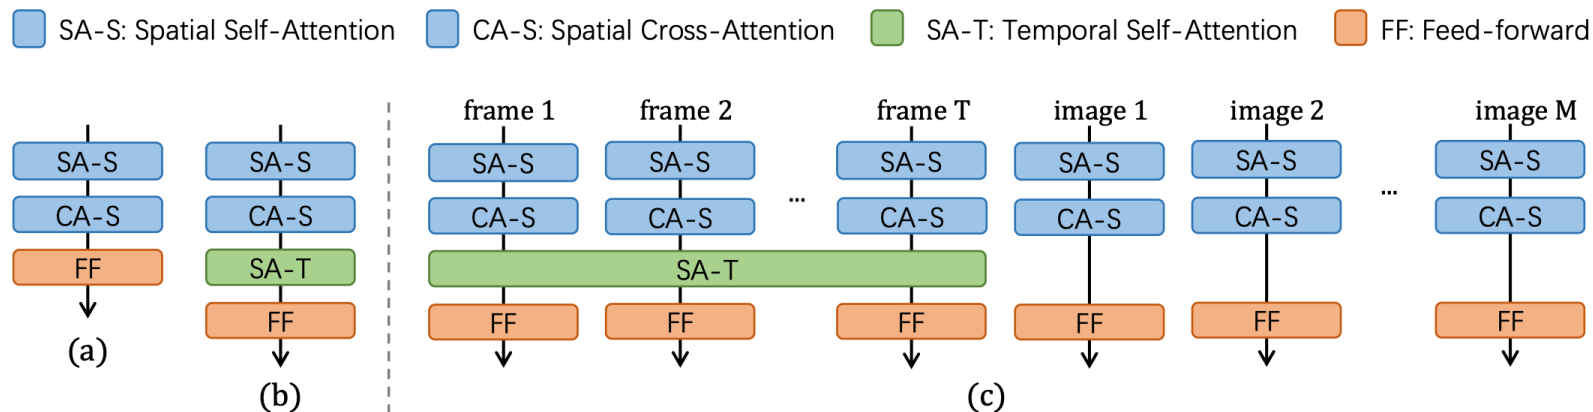 SA-S: Spatial Self-Attention
CA-S: Spatial Cross-Attention
SA-T: Temporal Self-Attention
FF: Feed-forward
SA-S
CA-S
FF
(a)
SA-S
CA-S
SA-T
FF
(b)
frame 1
frame 2
frame T
image 1
image 2
image M
SA-S
SA-S
SA-S
SA-S
SA-S
SA-S
...
...
CA-S
CA-S
CA-S
CA-S
CA-S
CA-S
SA-T
FF
FF
FF
FF
FF
FF
(c)